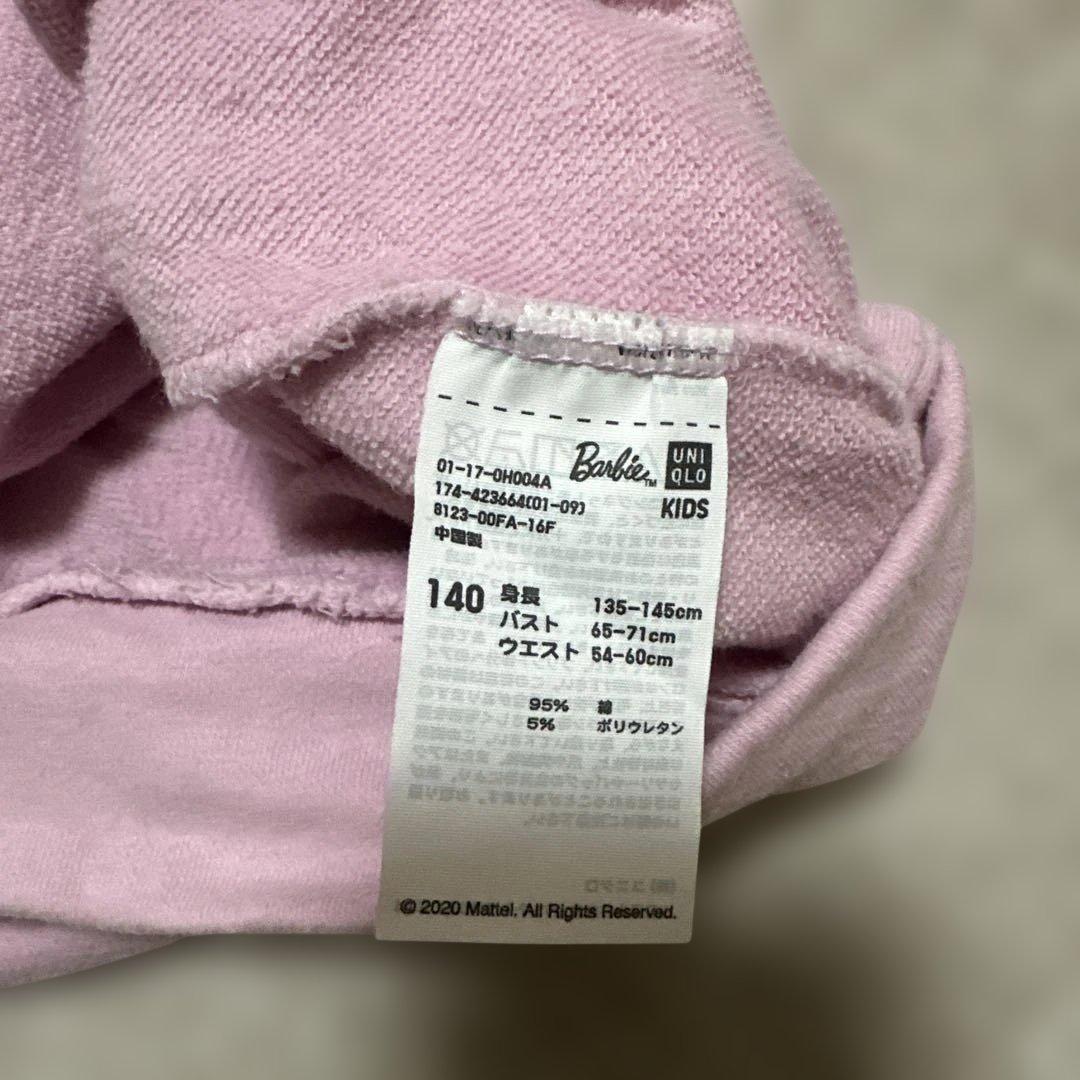 01-17-0H004A
174-423664(01-09)
8123-00FA-16F
中国製
Barbie™
UNI
QLO
KIDS
140
身長 135-145cm
バスト 65-71cm
ウエスト 54-60cm
95% 綿
5% ポリウレタン
© 2020 Mattel. All Rights Reserved.